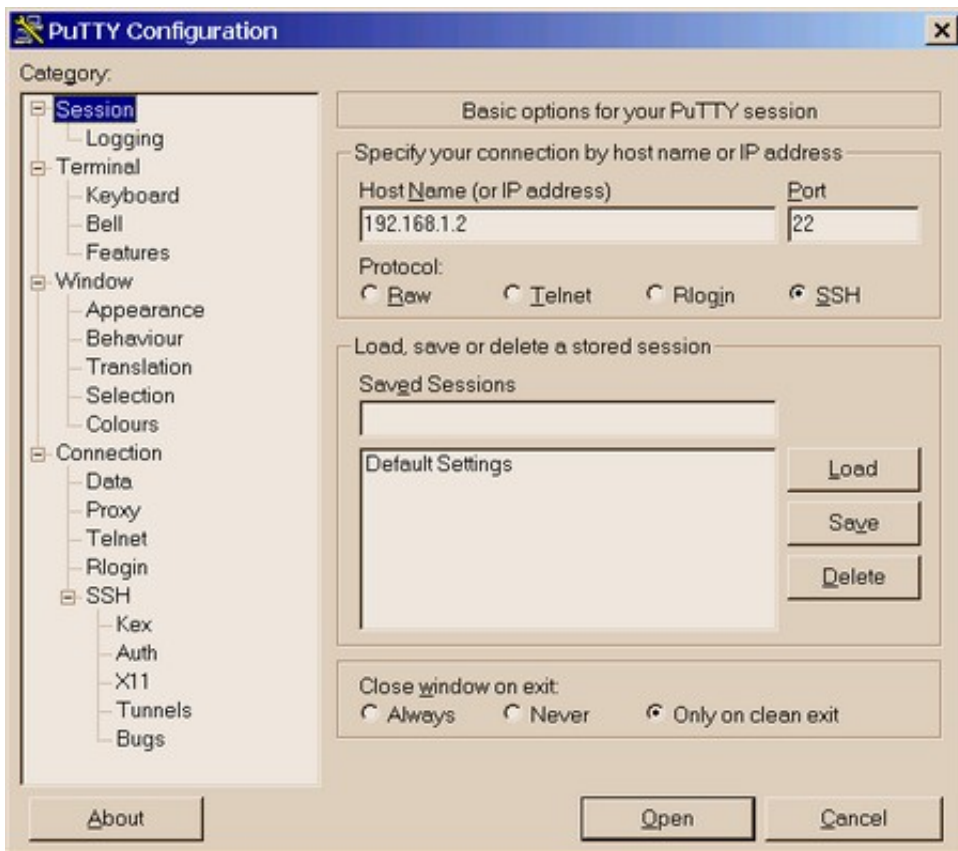 PuTTY Configuration
Category:
Session
Logging
Terminal
Keyboard
Bell
Features
Window
Appearance
Behaviour
Translation
Selection
Colours
Connection
Data
Proxy
Telnet
Rlogin
SSH
Kex
Auth
X11
Tunnels
Bugs
Basic options for your PuTTY session
Specify your connection by host name or IP address
Host Name (or IP address) Port
192.168.1.2 22
Protocol:
Raw Telnet Rlogin SSH
Load, save or delete a stored session
Saved Sessions
Default Settings
Load
Save
Delete
Close window on exit:
Always Never Only on clean exit
About Open Cancel